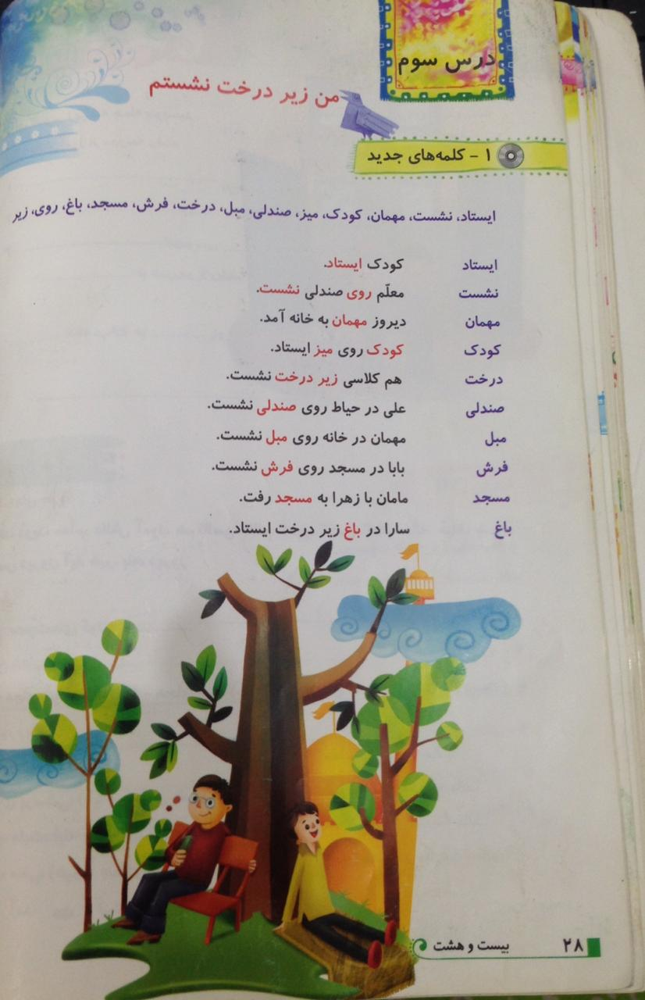 درس سوم
من زیر درخت نشستم
۱ - کلمه‌های جدید
ایستاد، نشست، مهمان، کودک، میز، صندلی، مبل، درخت، فرش، مسجد، باغ، روی، زیر
ایستاد کودک ایستاد.
نشست معلّم روی صندلی نشست.
مهمان دیروز مهمان به خانه آمد.
کودک کودک روی میز ایستاد.
درخت هم کلاسی زیر درخت نشست.
صندلی علی در حیاط روی صندلی نشست.
مبل مهمان در خانه روی مبل نشست.
فرش بابا در مسجد روی فرش نشست.
مسجد مامان با زهرا به مسجد رفت.
باغ سارا در باغ زیر درخت ایستاد.
۲۸ بیست و هشت